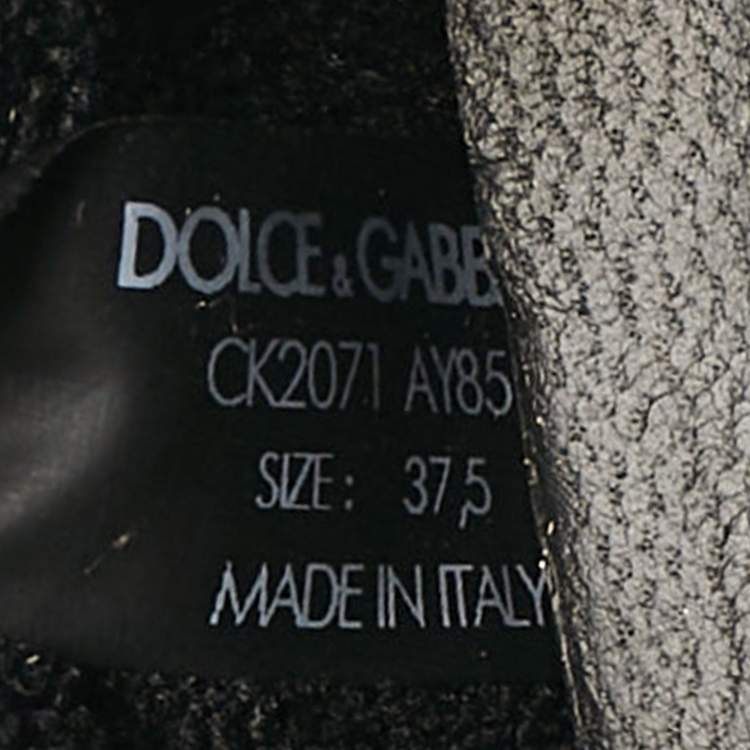 DOLCE & GABB
CK2071 AY85
SIZE: 37,5
MADE IN ITALY